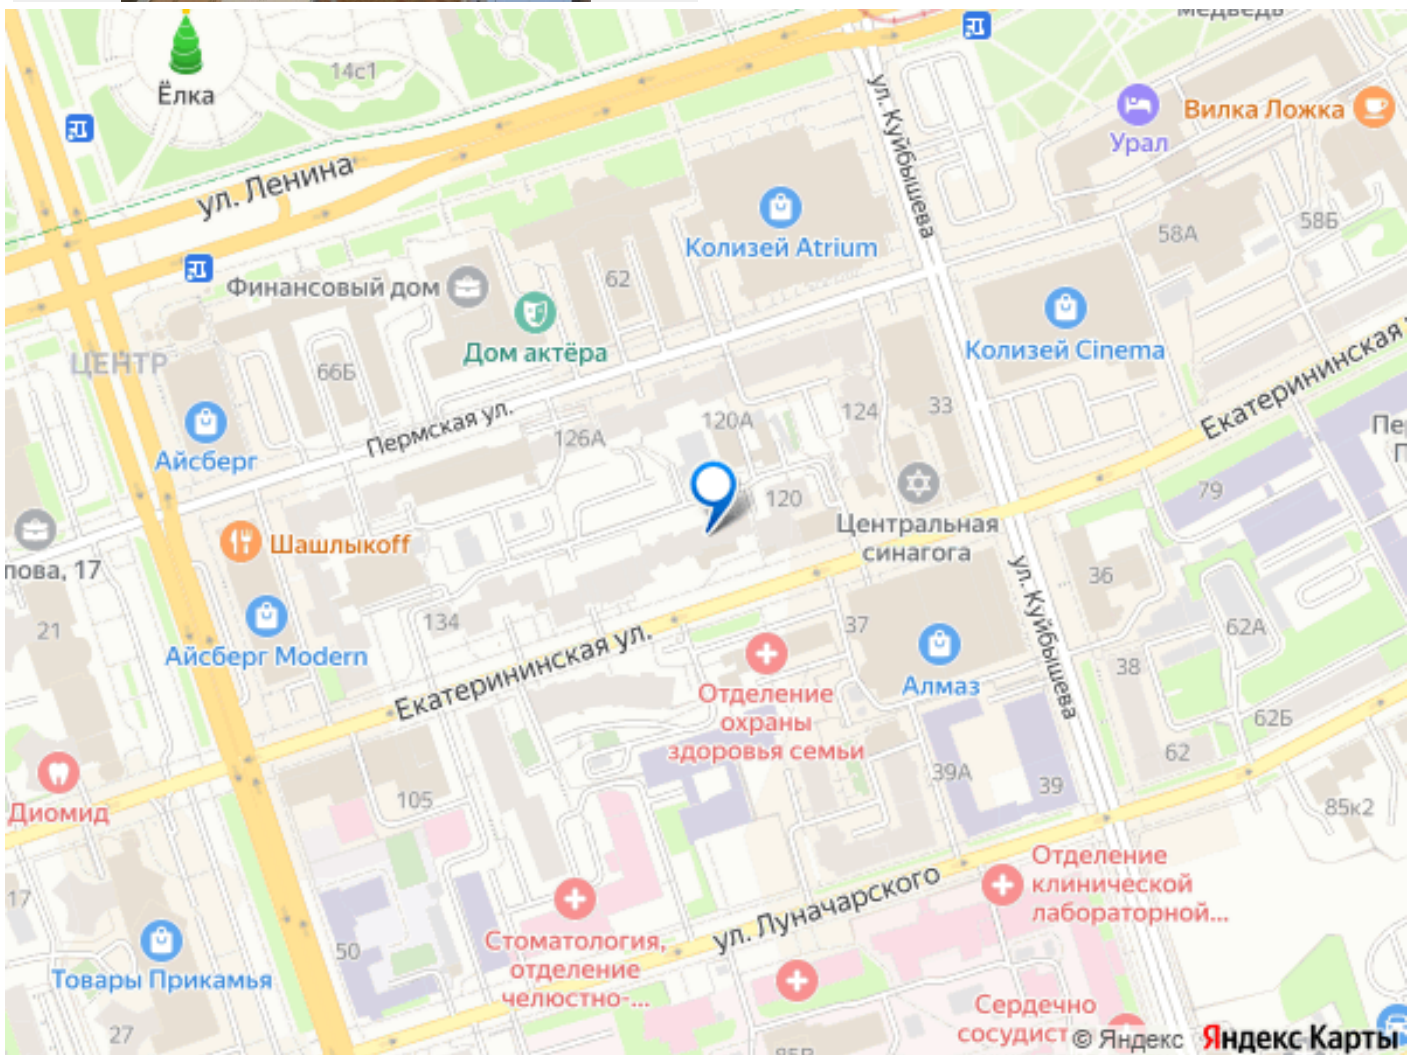 медведь
14с1
Ёлка
ул. Ленина
ул. Куйбышева
Урал
Вилка Ложка
58А
58Б
Колизей Atrium
Финансовый дом
62
Дом актёра
Колизей Cinema
ЦЕНТР
66Б
Екатерининская
Айсберг
Пермская ул.
126А
120А
124
33
79
120
Центральная
синагога
Шашлыкоff
пова, 17
21
134
Айсберг Modern
Екатерининская ул.
37
Алмаз
ул. Куйбышева
36
62А
38
62Б
62
Отделение
охраны
здоровья семьи
39А
39
85к2
Диомид
105
17
Товары Прикамья
27
50
Стоматология,
отделение
челюстно-...
ул. Луначарского
Отделение
клинической
лабораторной...
Сердечно
сосудист
© Яндекс
Яндекс Карты